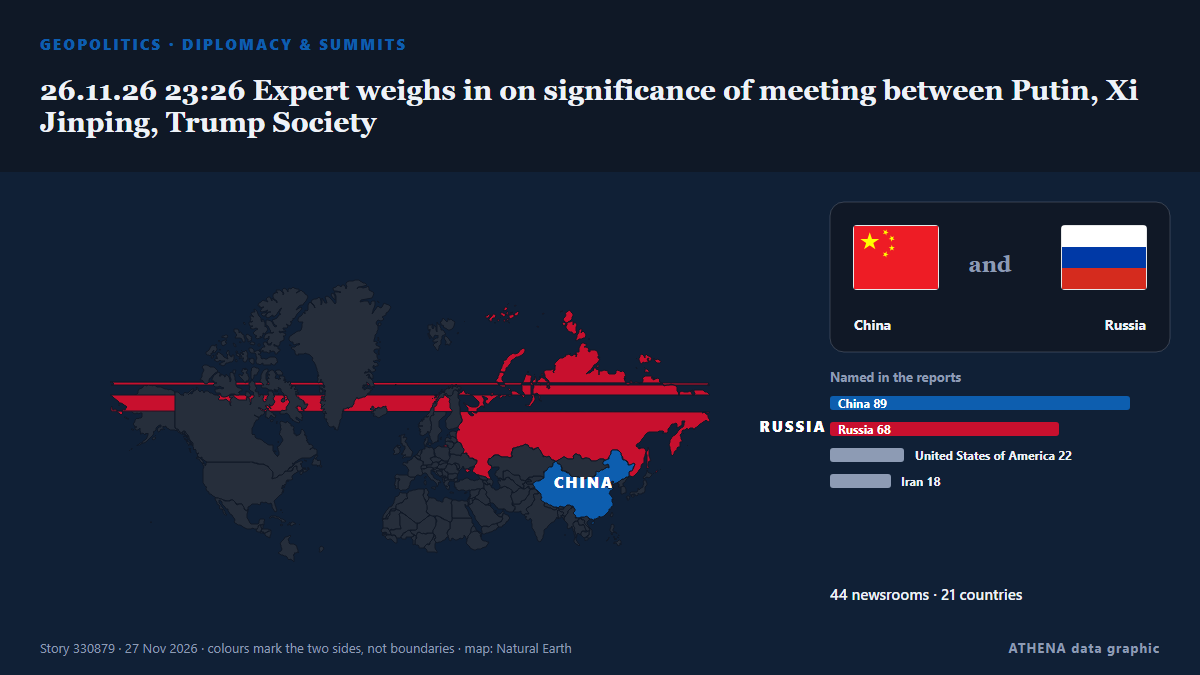 GEOPOLITICS · DIPLOMACY & SUMMITS
26.11.26 23:26 Expert weighs in on significance of meeting between Putin, Xi
Jinping, Trump Society
and
China
Russia
Named in the reports
China 89
RUSSIA
Russia 68
United States of America 22
Iran 18
CHINA
44 newsrooms · 21 countries
Story 330879 · 27 Nov 2026 · colours mark the two sides, not boundaries · map: Natural Earth
ATHENA data graphic